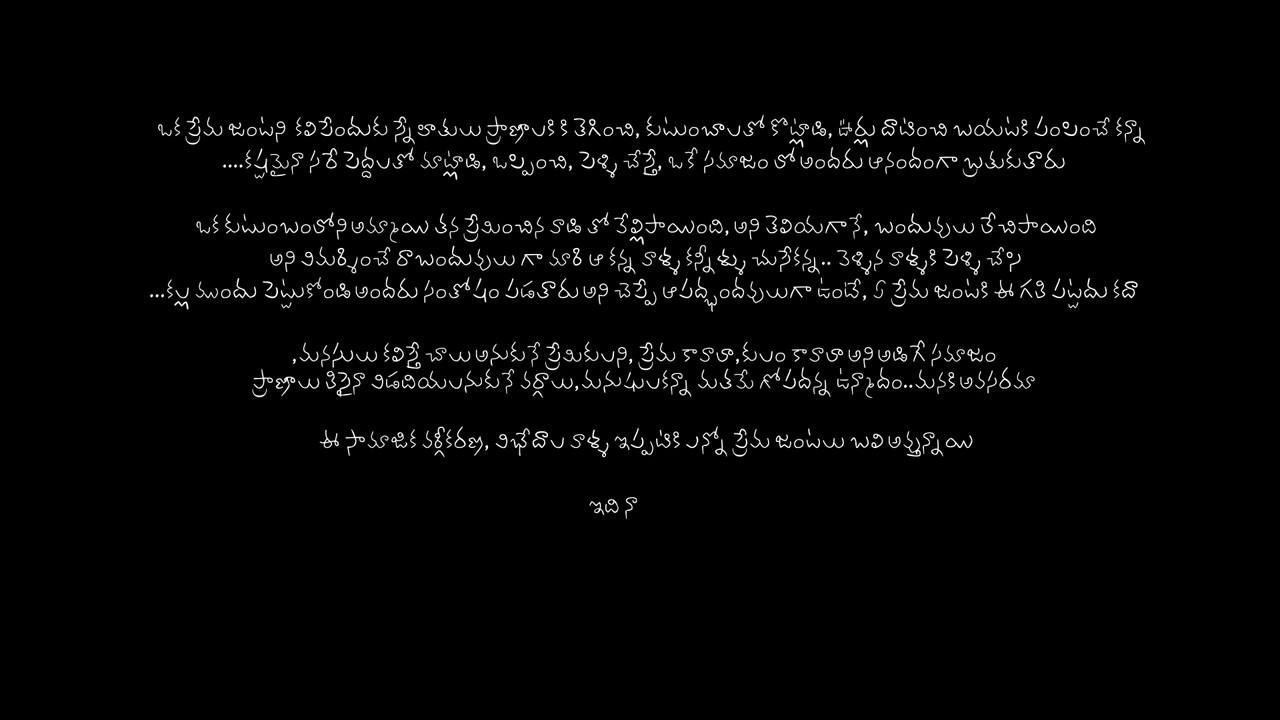 ఒక ప్రేమ జంటని కలిపేందుకు స్నే లాతులు ప్రాణాలకి కి తెగించి, కుటుంబాలతో కొట్లాడి, ఊర్లు దాటించి బయటకి పంపించే కన్నా
....కష్టమైనా సరే పెద్దలతో మాట్లాడి, ఒప్పించి, పెళ్ళి చేస్తే, ఒకే సమాజం లో అందరు ఆనందంగా బ్రతుకుతారు
ఒక కుటుంబంలోని అమ్మాయి తన ప్రేమించిన వాడి తో వేల్లిపొయింది, అని తెలియగానే, బందువులు లేచిపొయింది
అని విమర్శించే రాబందువులు గా మారి ఆ కన్న వాళ్ళ కన్నీళ్ళు చుసేకన్న.. వెళ్ళిన వాళ్ళకి పెళ్ళి చేసి
...కల్లు ముందు పెట్టుకోండి అందరు సంతోషం పడతారు అని చెప్పే ఆపద్భందవులుగా ఉంటే, ఏ ప్రేమ జంటకి ఈ గతి పట్టదు కదా
,మనసులు కలిస్తే చాలు అనుకునే ప్రేమికులని, ప్రేమ కావాలా,కులం కావాలా అని అడిగే సమాజం
ప్రాణాలు తీసైనా విడదియలనుకునే వర్గాలు,మనుషులకన్నా మతమే గోపదన్న ఉన్మాదం..మనకి అవసరమా
ఈ సామాజిక వర్గీకరణ, విభేదాల వాళ్ళ ఇప్పటికి ఎన్నో ప్రేమ జంటలు బలి అవ్తున్నాయి
ఇది నా